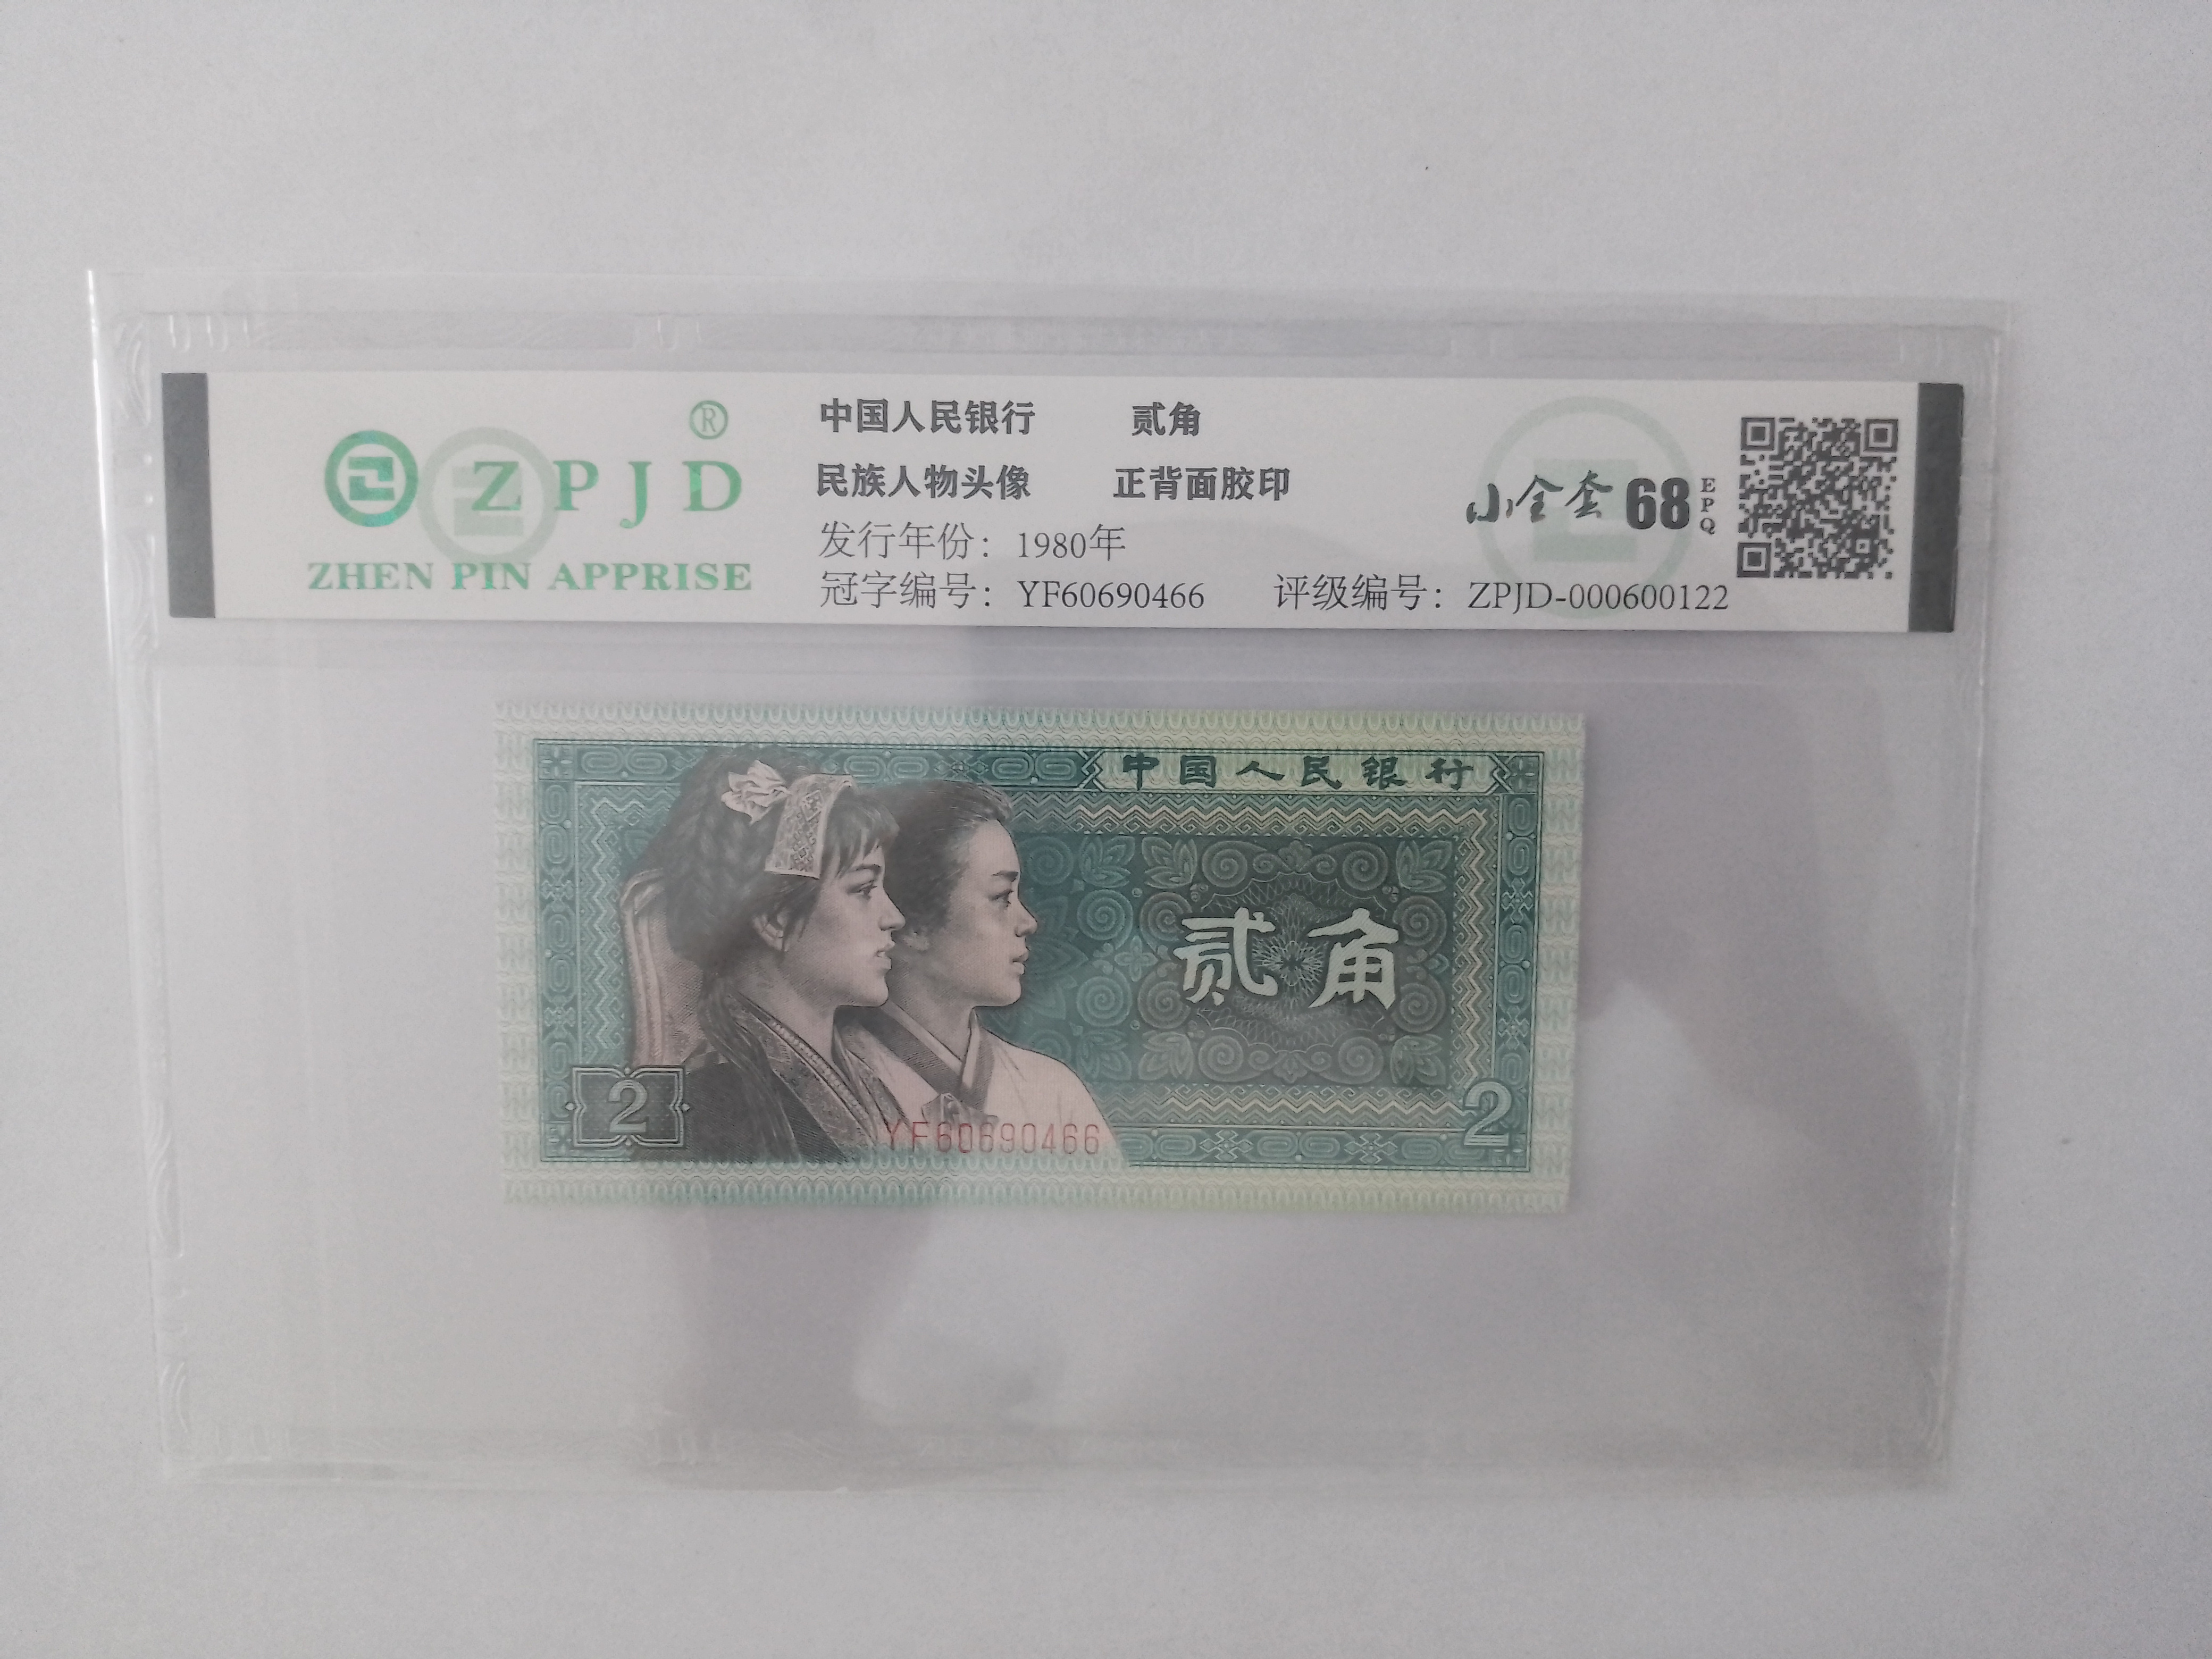 ®
ZPJD
ZHEN PIN APPRISE
中国人民银行 贰角
民族人物头像 正背面胶印
发行年份：1980年
冠字编号：YF60690466 评级编号：ZPJD-000600122
小全套 68 EPQ
中国人民银行
贰角
2
YF60690466
2